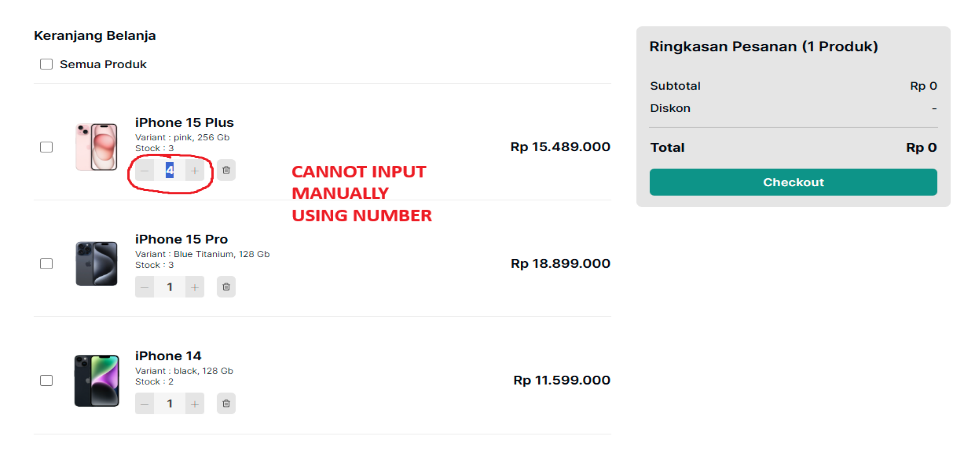 Keranjang Belanja
Semua Produk
iPhone 15 Plus
Variant : pink, 256 Gb
Stock : 3
− 4 +
Rp 15.489.000
CANNOT INPUT
MANUALLY
USING NUMBER
iPhone 15 Pro
Variant : Blue Titanium, 128 Gb
Stock : 3
− 1 +
Rp 18.899.000
iPhone 14
Variant : black, 128 Gb
Stock : 2
− 1 +
Rp 11.599.000
Ringkasan Pesanan (1 Produk)
Subtotal Rp 0
Diskon -
Total Rp 0
Checkout